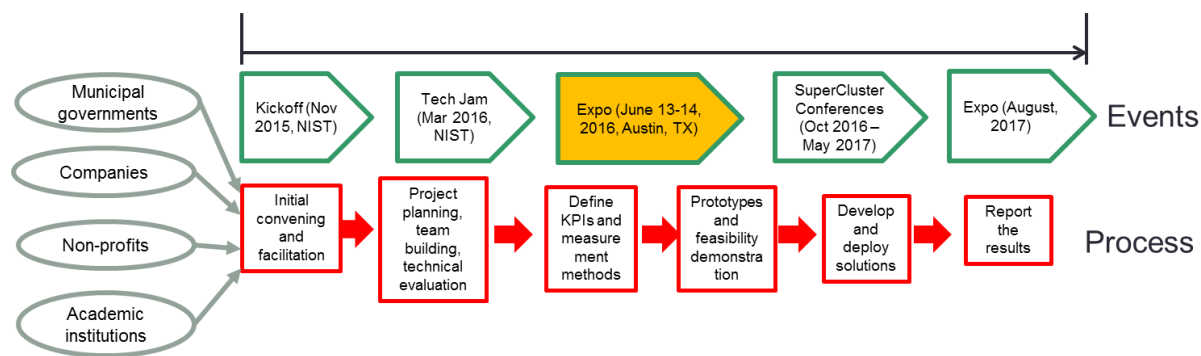 Municipal
governments
Companies
Non-profits
Academic
institutions
Kickoff (Nov
2015, NIST)
Tech Jam
(Mar 2016,
NIST)
Expo (June 13-14,
2016, Austin, TX)
SuperCluster
Conferences
(Oct 2016 –
May 2017)
Expo (August,
2017)
Events
Initial
convening
and
facilitation
Project
planning,
team
building,
technical
evaluation
Define
KPIs and
measure
ment
methods
Prototypes
and
feasibility
demonstra
tion
Develop
and
deploy
solutions
Report
the
results
Process